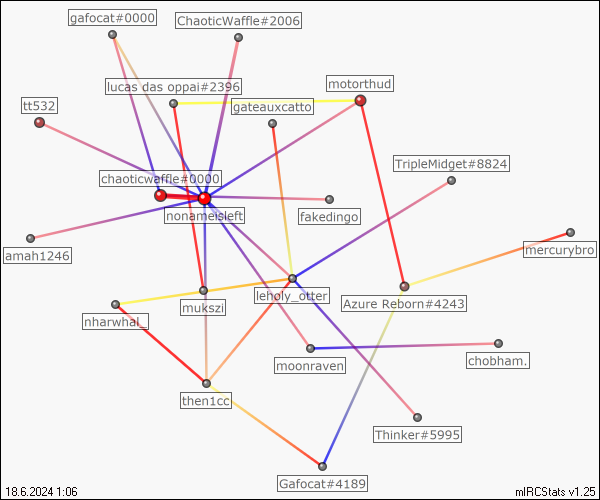 gafocat#0000
ChaoticWaffle#2006
lucas das oppai#2396
motorthud
tt532
gateauxcatto
TripleMidget#8824
chaoticwaffle#0000
nonameisleft
fakedingo
amah1246
mercurybro
leholy_otter
Azure Reborn#4243
mukszi
nharwhal_
moonraven
chobham.
then1cc
Thinker#5995
Gafocat#4189
18.6.2024 1:06
mIRCStats v1.25